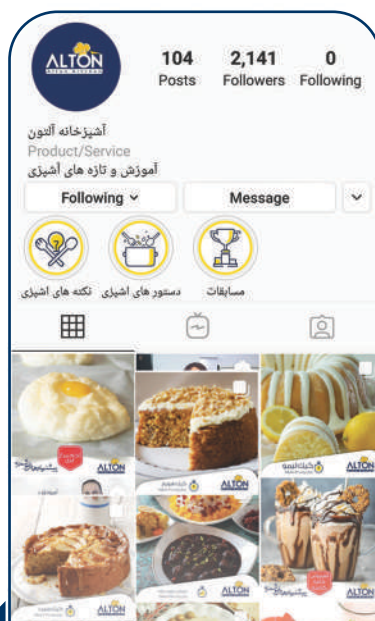 ALTON
104 2,141 0
Posts Followers Following
آشپزخانه آلتون
Product/Service
آموزش و تازه های آشپزی
Following Message
نکته های اشپزی دستور های اشپزی مسابقات
ALTON ALTON ALTON
ALTON ALTON ALTON